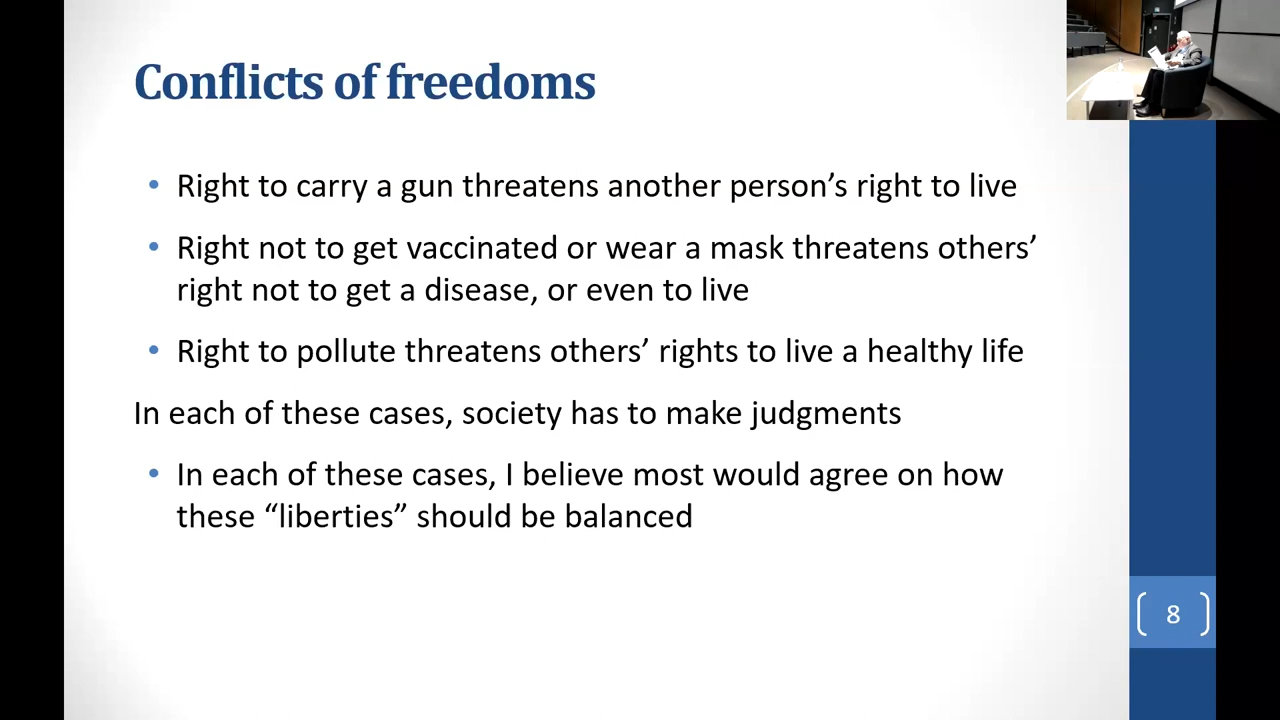 Conflicts of freedoms
• Right to carry a gun threatens another person’s right to live
• Right not to get vaccinated or wear a mask threatens others’
right not to get a disease, or even to live
• Right to pollute threatens others’ rights to live a healthy life
In each of these cases, society has to make judgments
• In each of these cases, I believe most would agree on how
these “liberties” should be balanced
8